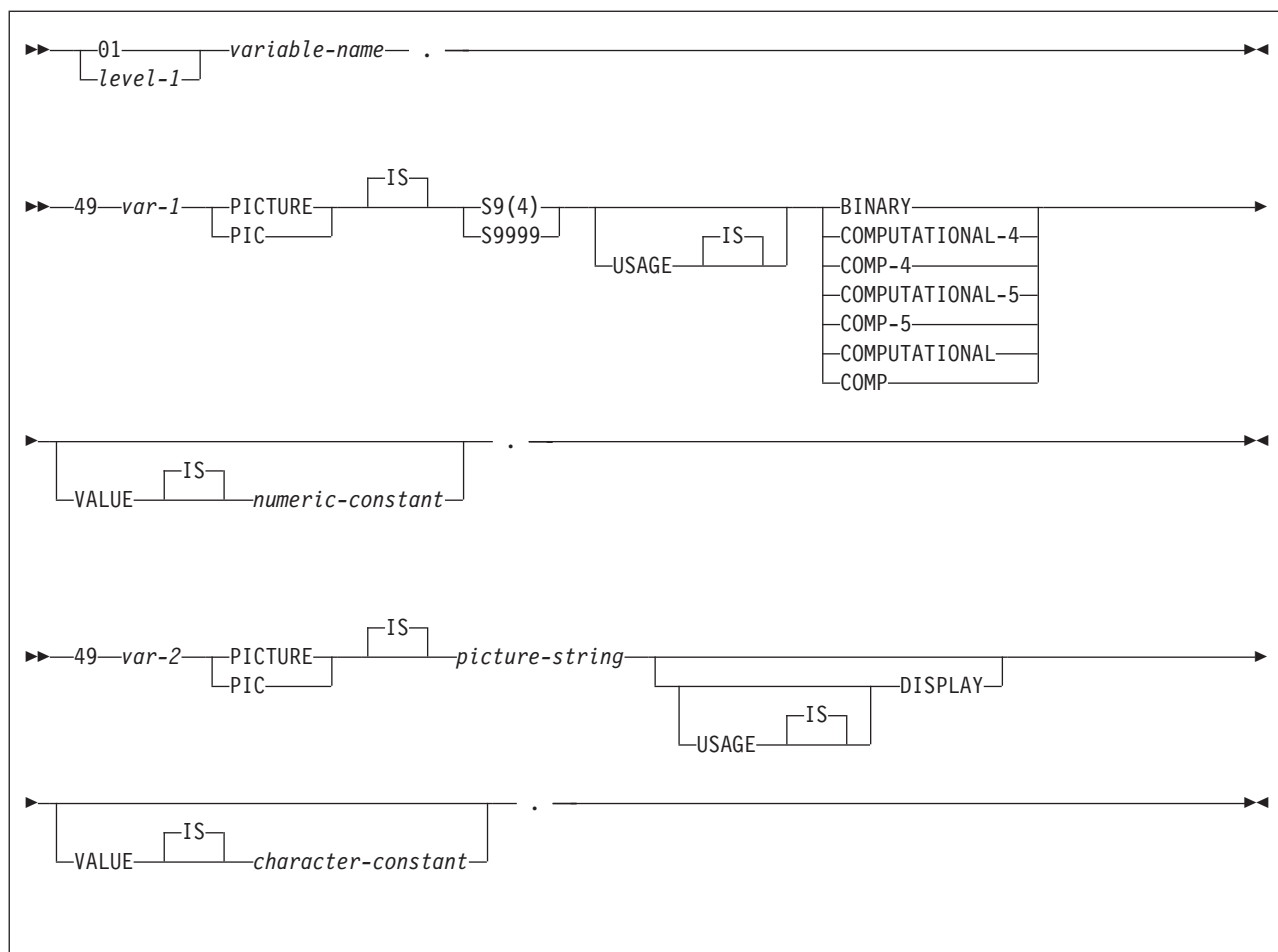 01 variable-name .
level-1
IS
49 var-1 PICTURE S9(4) BINARY
PIC S9999 IS COMPUTATIONAL-4
USAGE COMP-4
COMPUTATIONAL-5
COMP-5
COMPUTATIONAL
COMP
.
IS
VALUE numeric-constant
IS
49 var-2 PICTURE picture-string
PIC DISPLAY
IS
USAGE
.
IS
VALUE character-constant